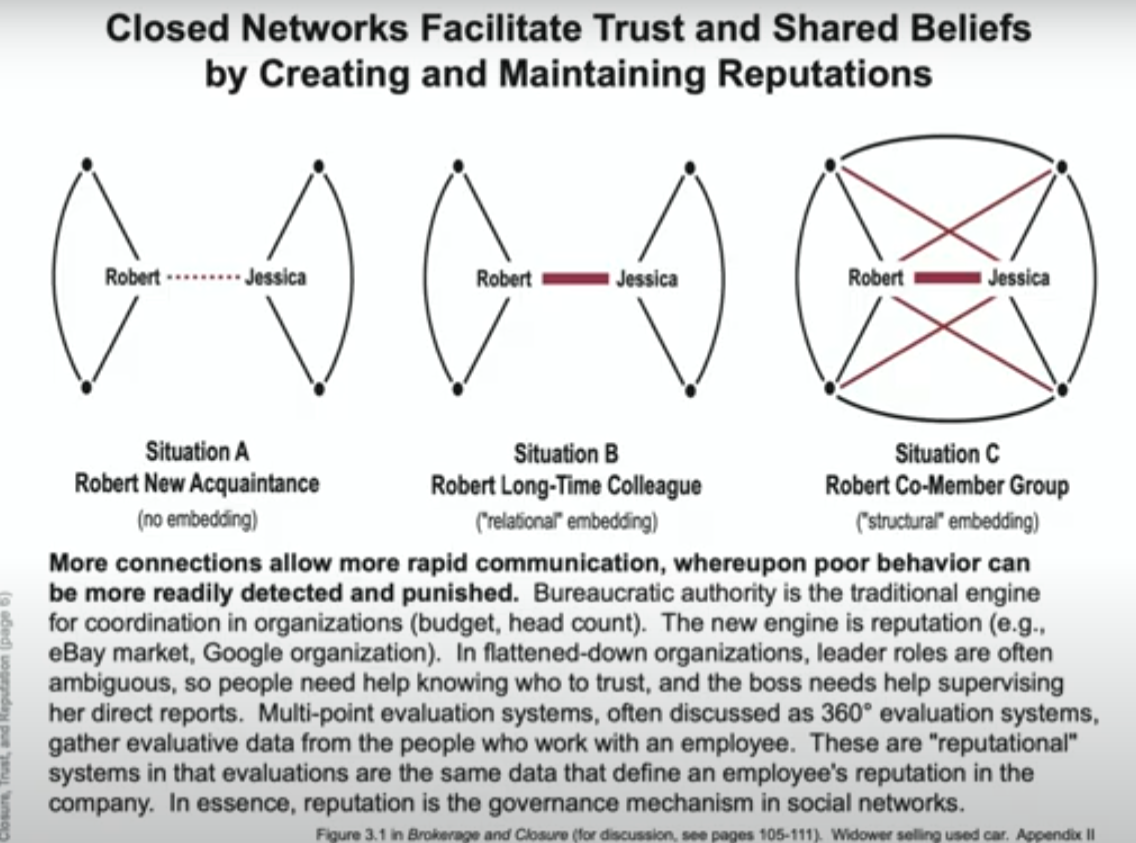 Closed Networks Facilitate Trust and Shared Beliefs
by Creating and Maintaining Reputations
Robert Jessica
Robert Jessica
Robert Jessica
Situation A
Robert New Acquaintance
(no embedding)
Situation B
Robert Long-Time Colleague
("relational" embedding)
Situation C
Robert Co-Member Group
("structural" embedding)
More connections allow more rapid communication, whereupon poor behavior can
be more readily detected and punished. Bureaucratic authority is the traditional engine
for coordination in organizations (budget, head count). The new engine is reputation (e.g.,
eBay market, Google organization). In flattened-down organizations, leader roles are often
ambiguous, so people need help knowing who to trust, and the boss needs help supervising
her direct reports. Multi-point evaluation systems, often discussed as 360° evaluation systems,
gather evaluative data from the people who work with an employee. These are "reputational"
systems in that evaluations are the same data that define an employee's reputation in the
company. In essence, reputation is the governance mechanism in social networks.
Figure 3.1 in Brokerage and Closure (for discussion, see pages 105-111). Widower selling used car. Appendix II
Closure, Trust, and Reputation (page 6)